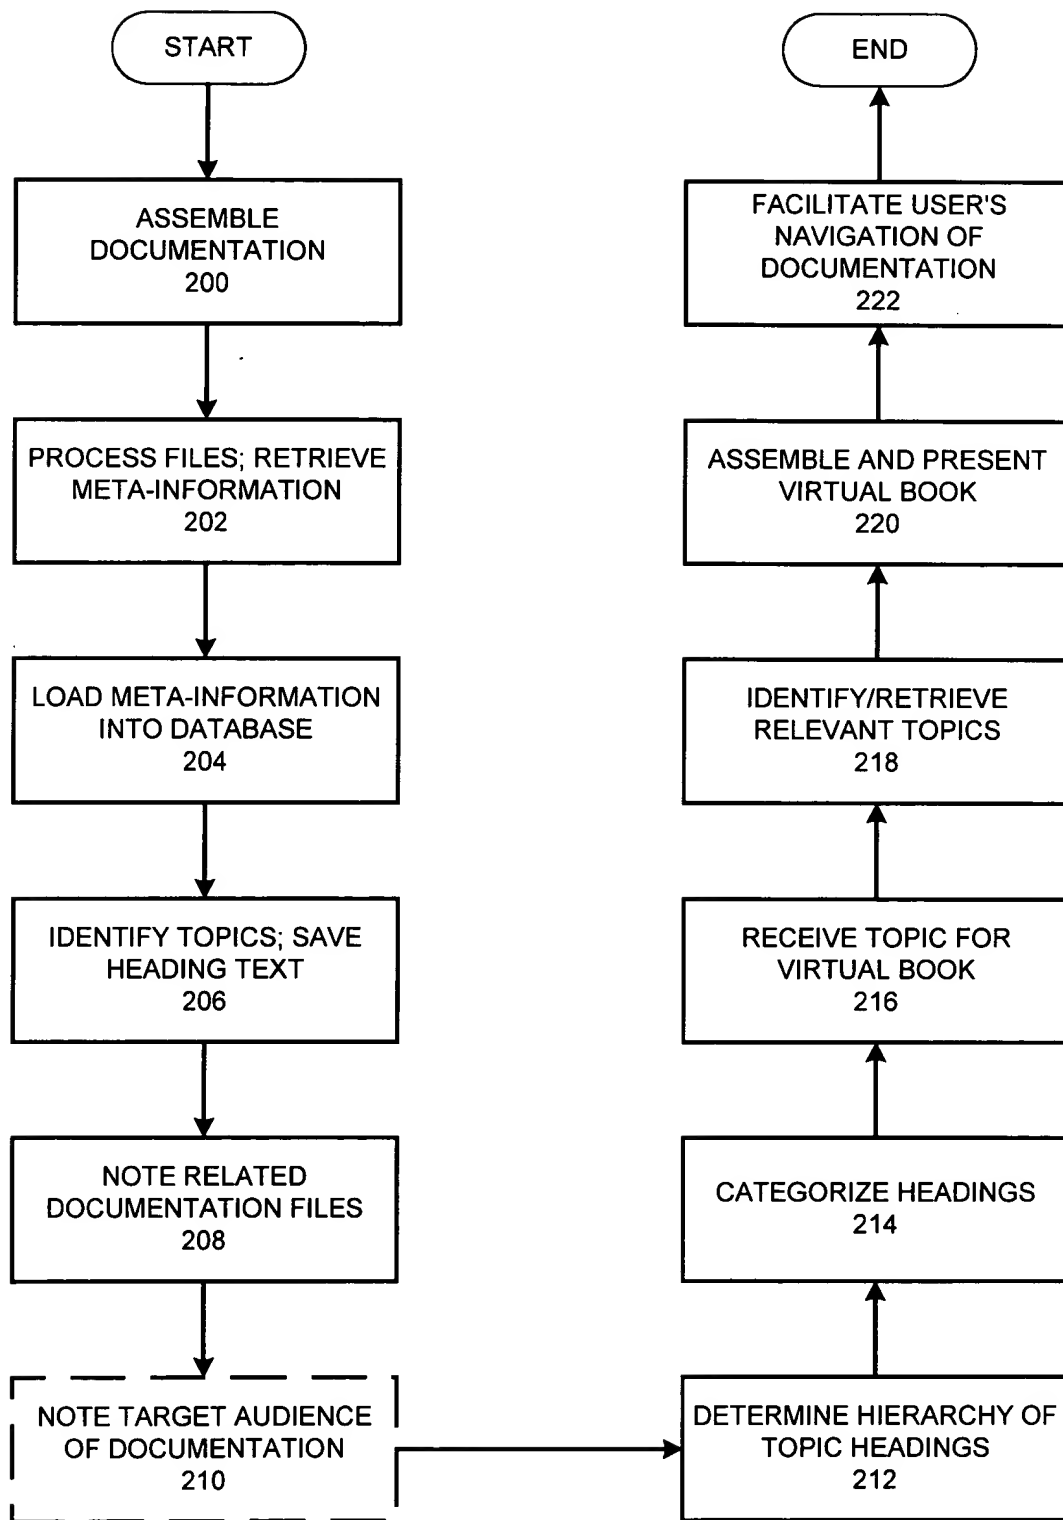 START
ASSEMBLE
DOCUMENTATION
200
PROCESS FILES; RETRIEVE
META-INFORMATION
202
LOAD META-INFORMATION
INTO DATABASE
204
IDENTIFY TOPICS; SAVE
HEADING TEXT
206
NOTE RELATED
DOCUMENTATION FILES
208
NOTE TARGET AUDIENCE
OF DOCUMENTATION
210
DETERMINE HIERARCHY OF
TOPIC HEADINGS
212
CATEGORIZE HEADINGS
214
RECEIVE TOPIC FOR
VIRTUAL BOOK
216
IDENTIFY/RETRIEVE
RELEVANT TOPICS
218
ASSEMBLE AND PRESENT
VIRTUAL BOOK
220
FACILITATE USER'S
NAVIGATION OF
DOCUMENTATION
222
END